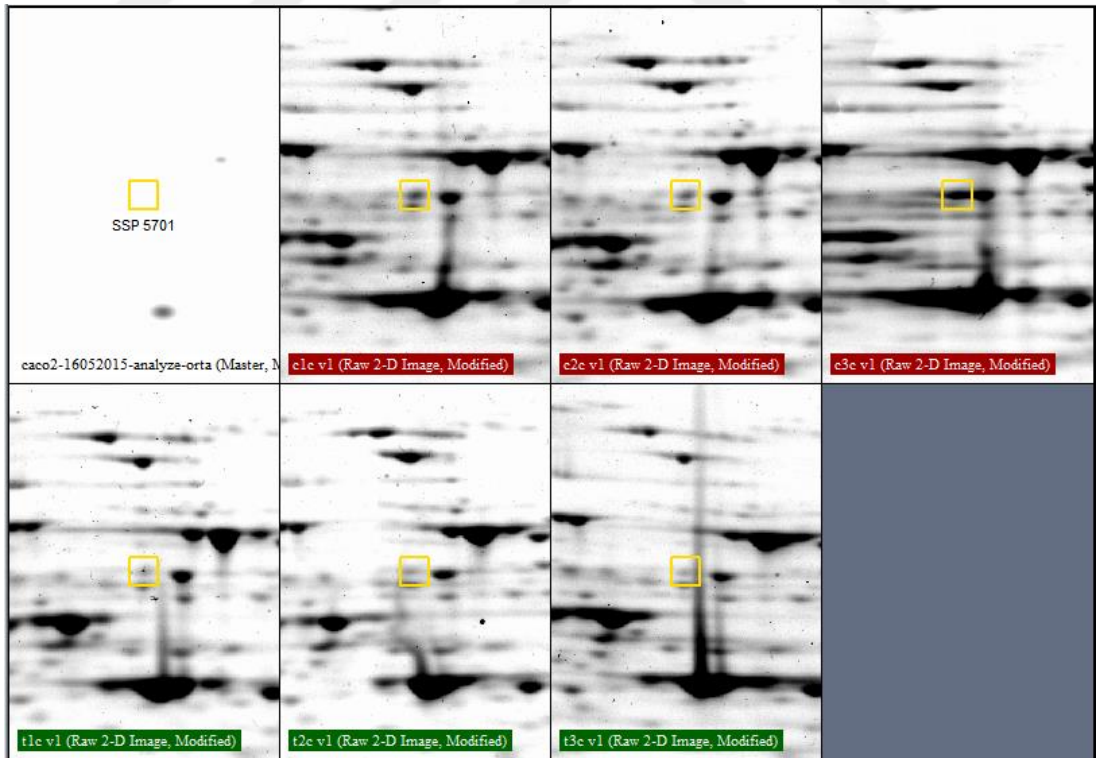 SSP 5701
caco2-16052015-analyze-orta (Master, M
c1c v1 (Raw 2-D Image, Modified)
c2c v1 (Raw 2-D Image, Modified)
c3c v1 (Raw 2-D Image, Modified)
t1c v1 (Raw 2-D Image, Modified)
t2c v1 (Raw 2-D Image, Modified)
t3c v1 (Raw 2-D Image, Modified)